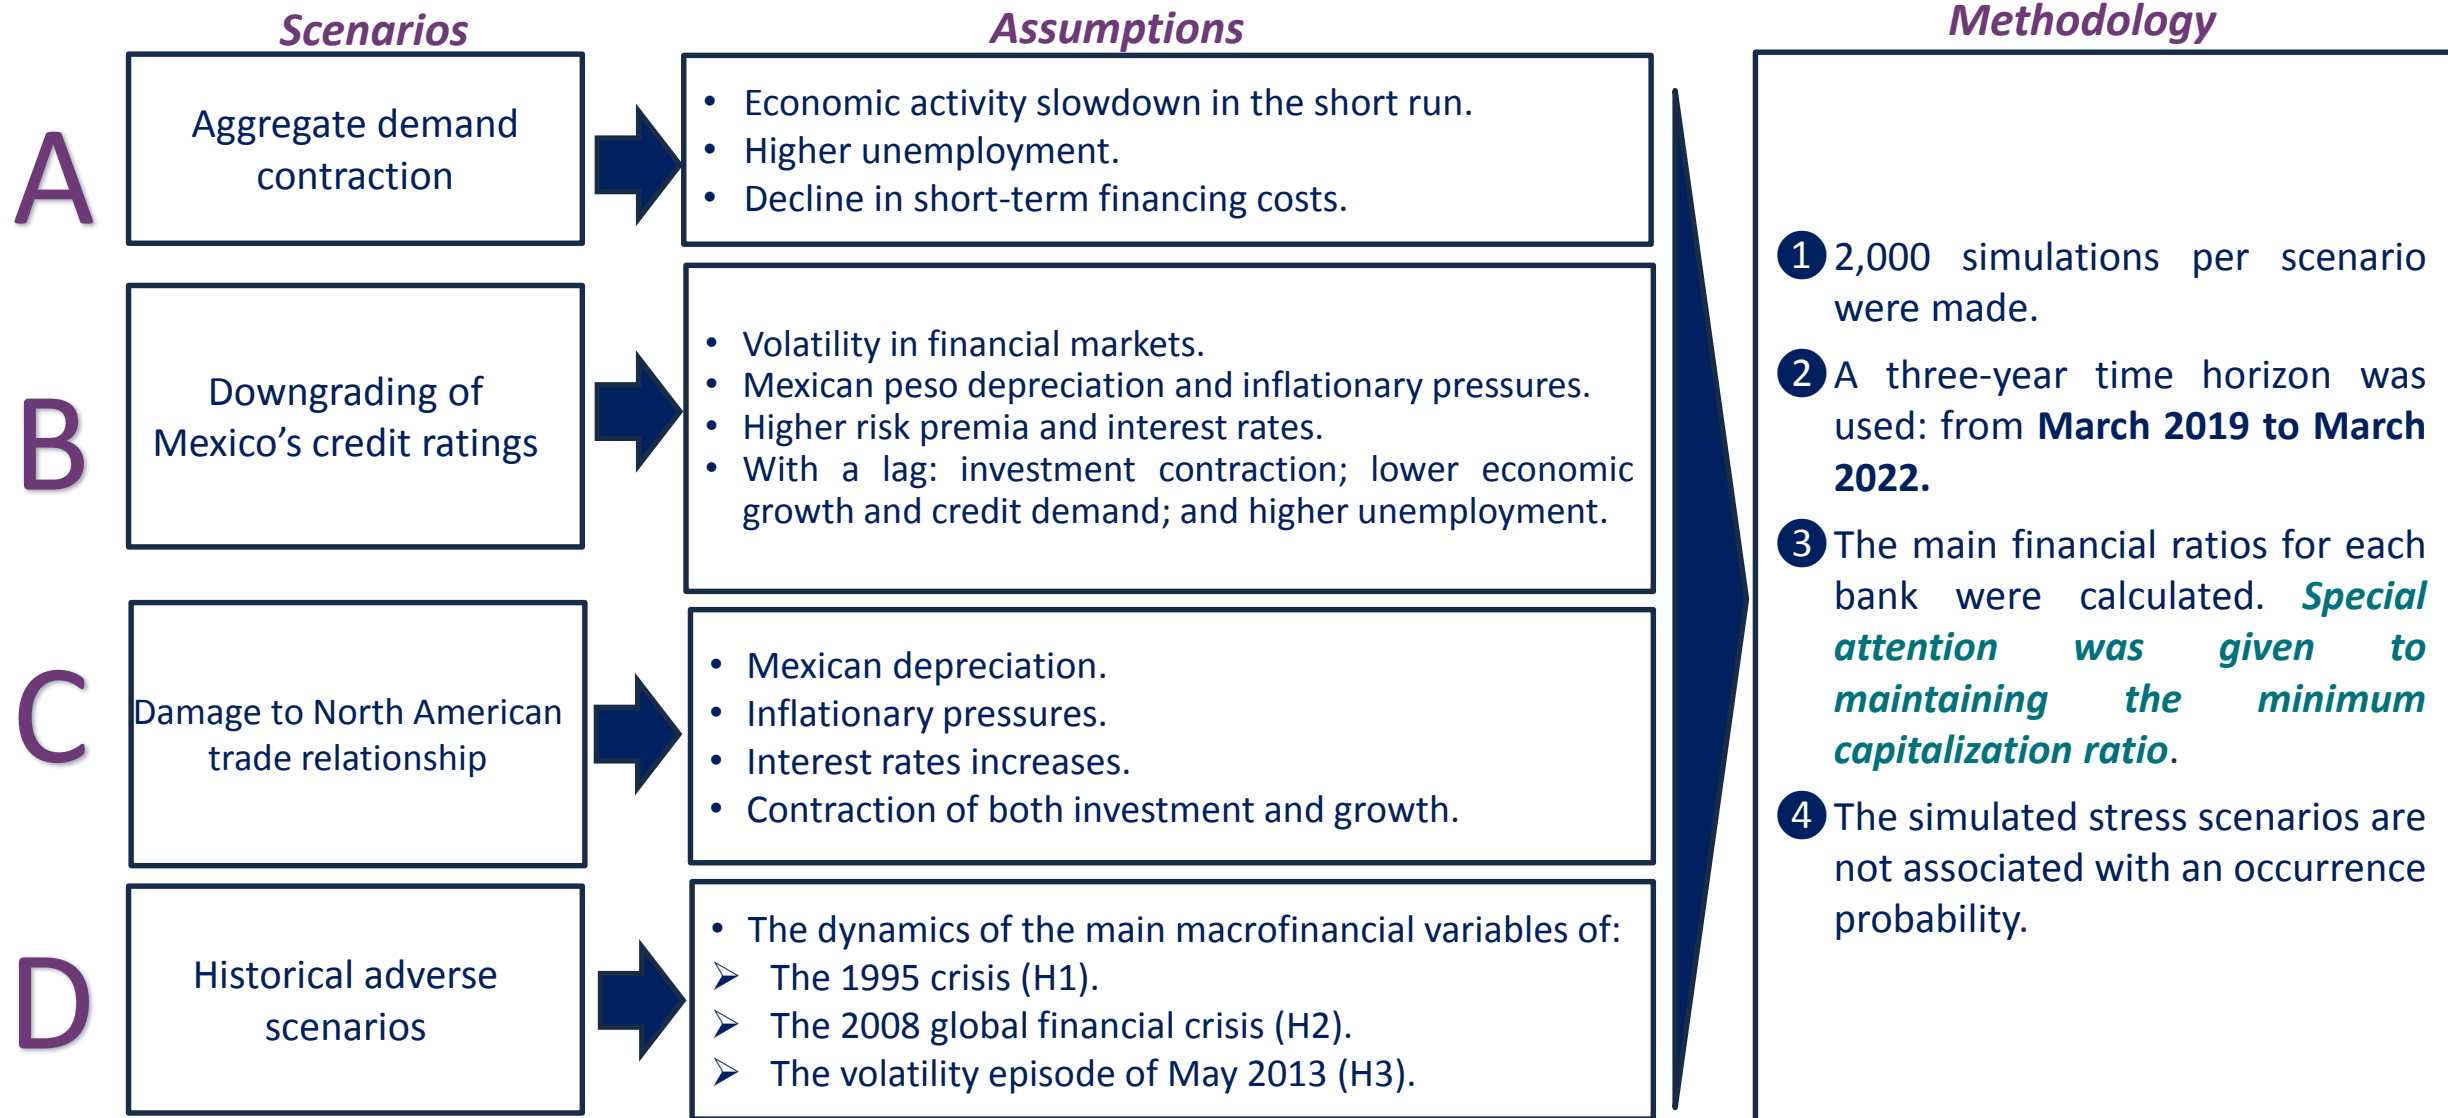 Scenarios
Assumptions
Methodology
A
Aggregate demand
contraction
• Economic activity slowdown in the short run.
• Higher unemployment.
• Decline in short-term financing costs.
B
Downgrading of
Mexico’s credit ratings
• Volatility in financial markets.
• Mexican peso depreciation and inflationary pressures.
• Higher risk premia and interest rates.
• With a lag: investment contraction; lower economic
growth and credit demand; and higher unemployment.
C
Damage to North American
trade relationship
• Mexican depreciation.
• Inflationary pressures.
• Interest rates increases.
• Contraction of both investment and growth.
D
Historical adverse
scenarios
• The dynamics of the main macrofinancial variables of:
➢ The 1995 crisis (H1).
➢ The 2008 global financial crisis (H2).
➢ The volatility episode of May 2013 (H3).
❶ 2,000 simulations per scenario
were made.
❷ A three-year time horizon was
used: from March 2019 to March
2022.
❸ The main financial ratios for each
bank were calculated. Special
attention was given to
maintaining the minimum
capitalization ratio.
❹ The simulated stress scenarios are
not associated with an occurrence
probability.